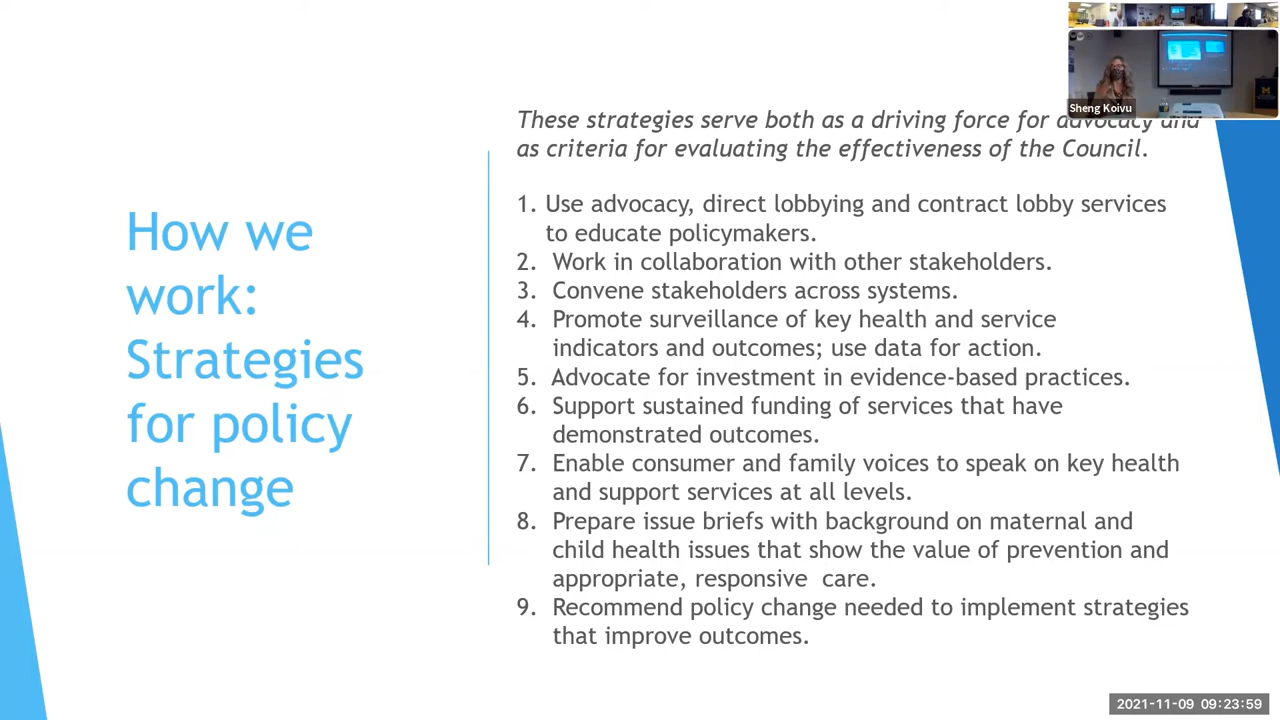 Sheng Koivu
These strategies serve both as a driving force for advocacy and
as criteria for evaluating the effectiveness of the Council.
How we
work:
Strategies
for policy
change
1. Use advocacy, direct lobbying and contract lobby services
to educate policymakers.
2. Work in collaboration with other stakeholders.
3. Convene stakeholders across systems.
4. Promote surveillance of key health and service
indicators and outcomes; use data for action.
5. Advocate for investment in evidence-based practices.
6. Support sustained funding of services that have
demonstrated outcomes.
7. Enable consumer and family voices to speak on key health
and support services at all levels.
8. Prepare issue briefs with background on maternal and
child health issues that show the value of prevention and
appropriate, responsive care.
9. Recommend policy change needed to implement strategies
that improve outcomes.
2021-11-09 09:23:59